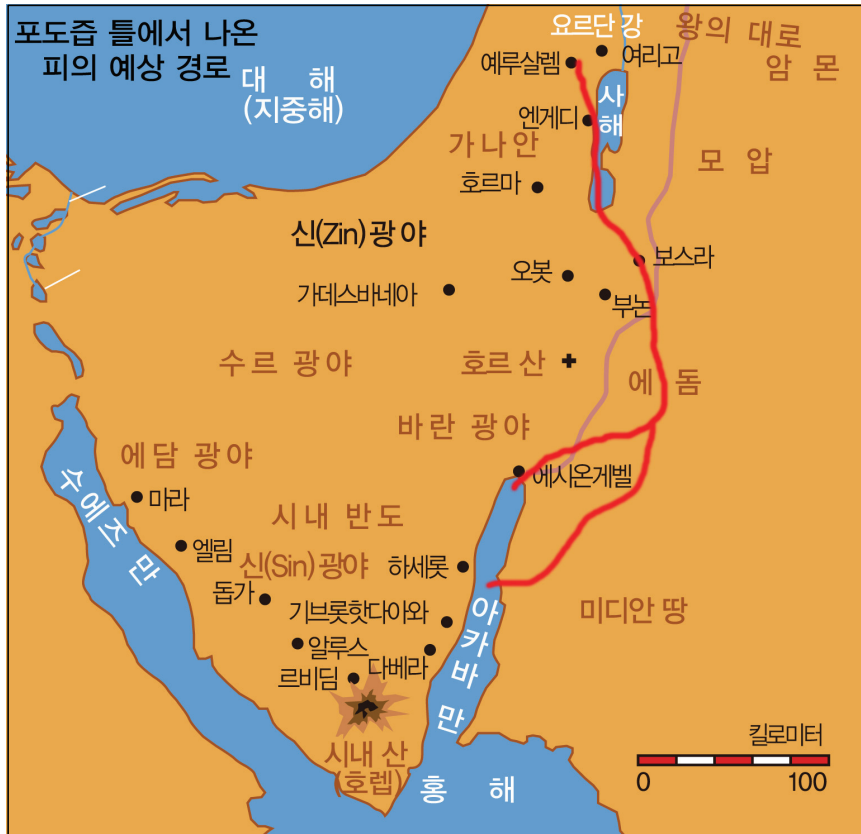 포도즙 틀에서 나온
피의 예상 경로
대 해
(지중해)
요르단 강
왕의 대로
암 몬
예루살렘
여리고
사
해
엔게디
가나안
모 압
호르마
신(Zin)광야
보스라
오봇
가데스바네아
부논
수르 광야
호르 산
에 돔
바란 광야
에담 광야
에시온게벨
마라
수에즈 만
시내 반도
엘림
신(Sin)광야
하세롯
돕가
기브롯핫다아와
미디안 땅
아카바 만
알루스
다베라
르비딤
시내 산
(호렙)
홍 해
킬로미터
0 100